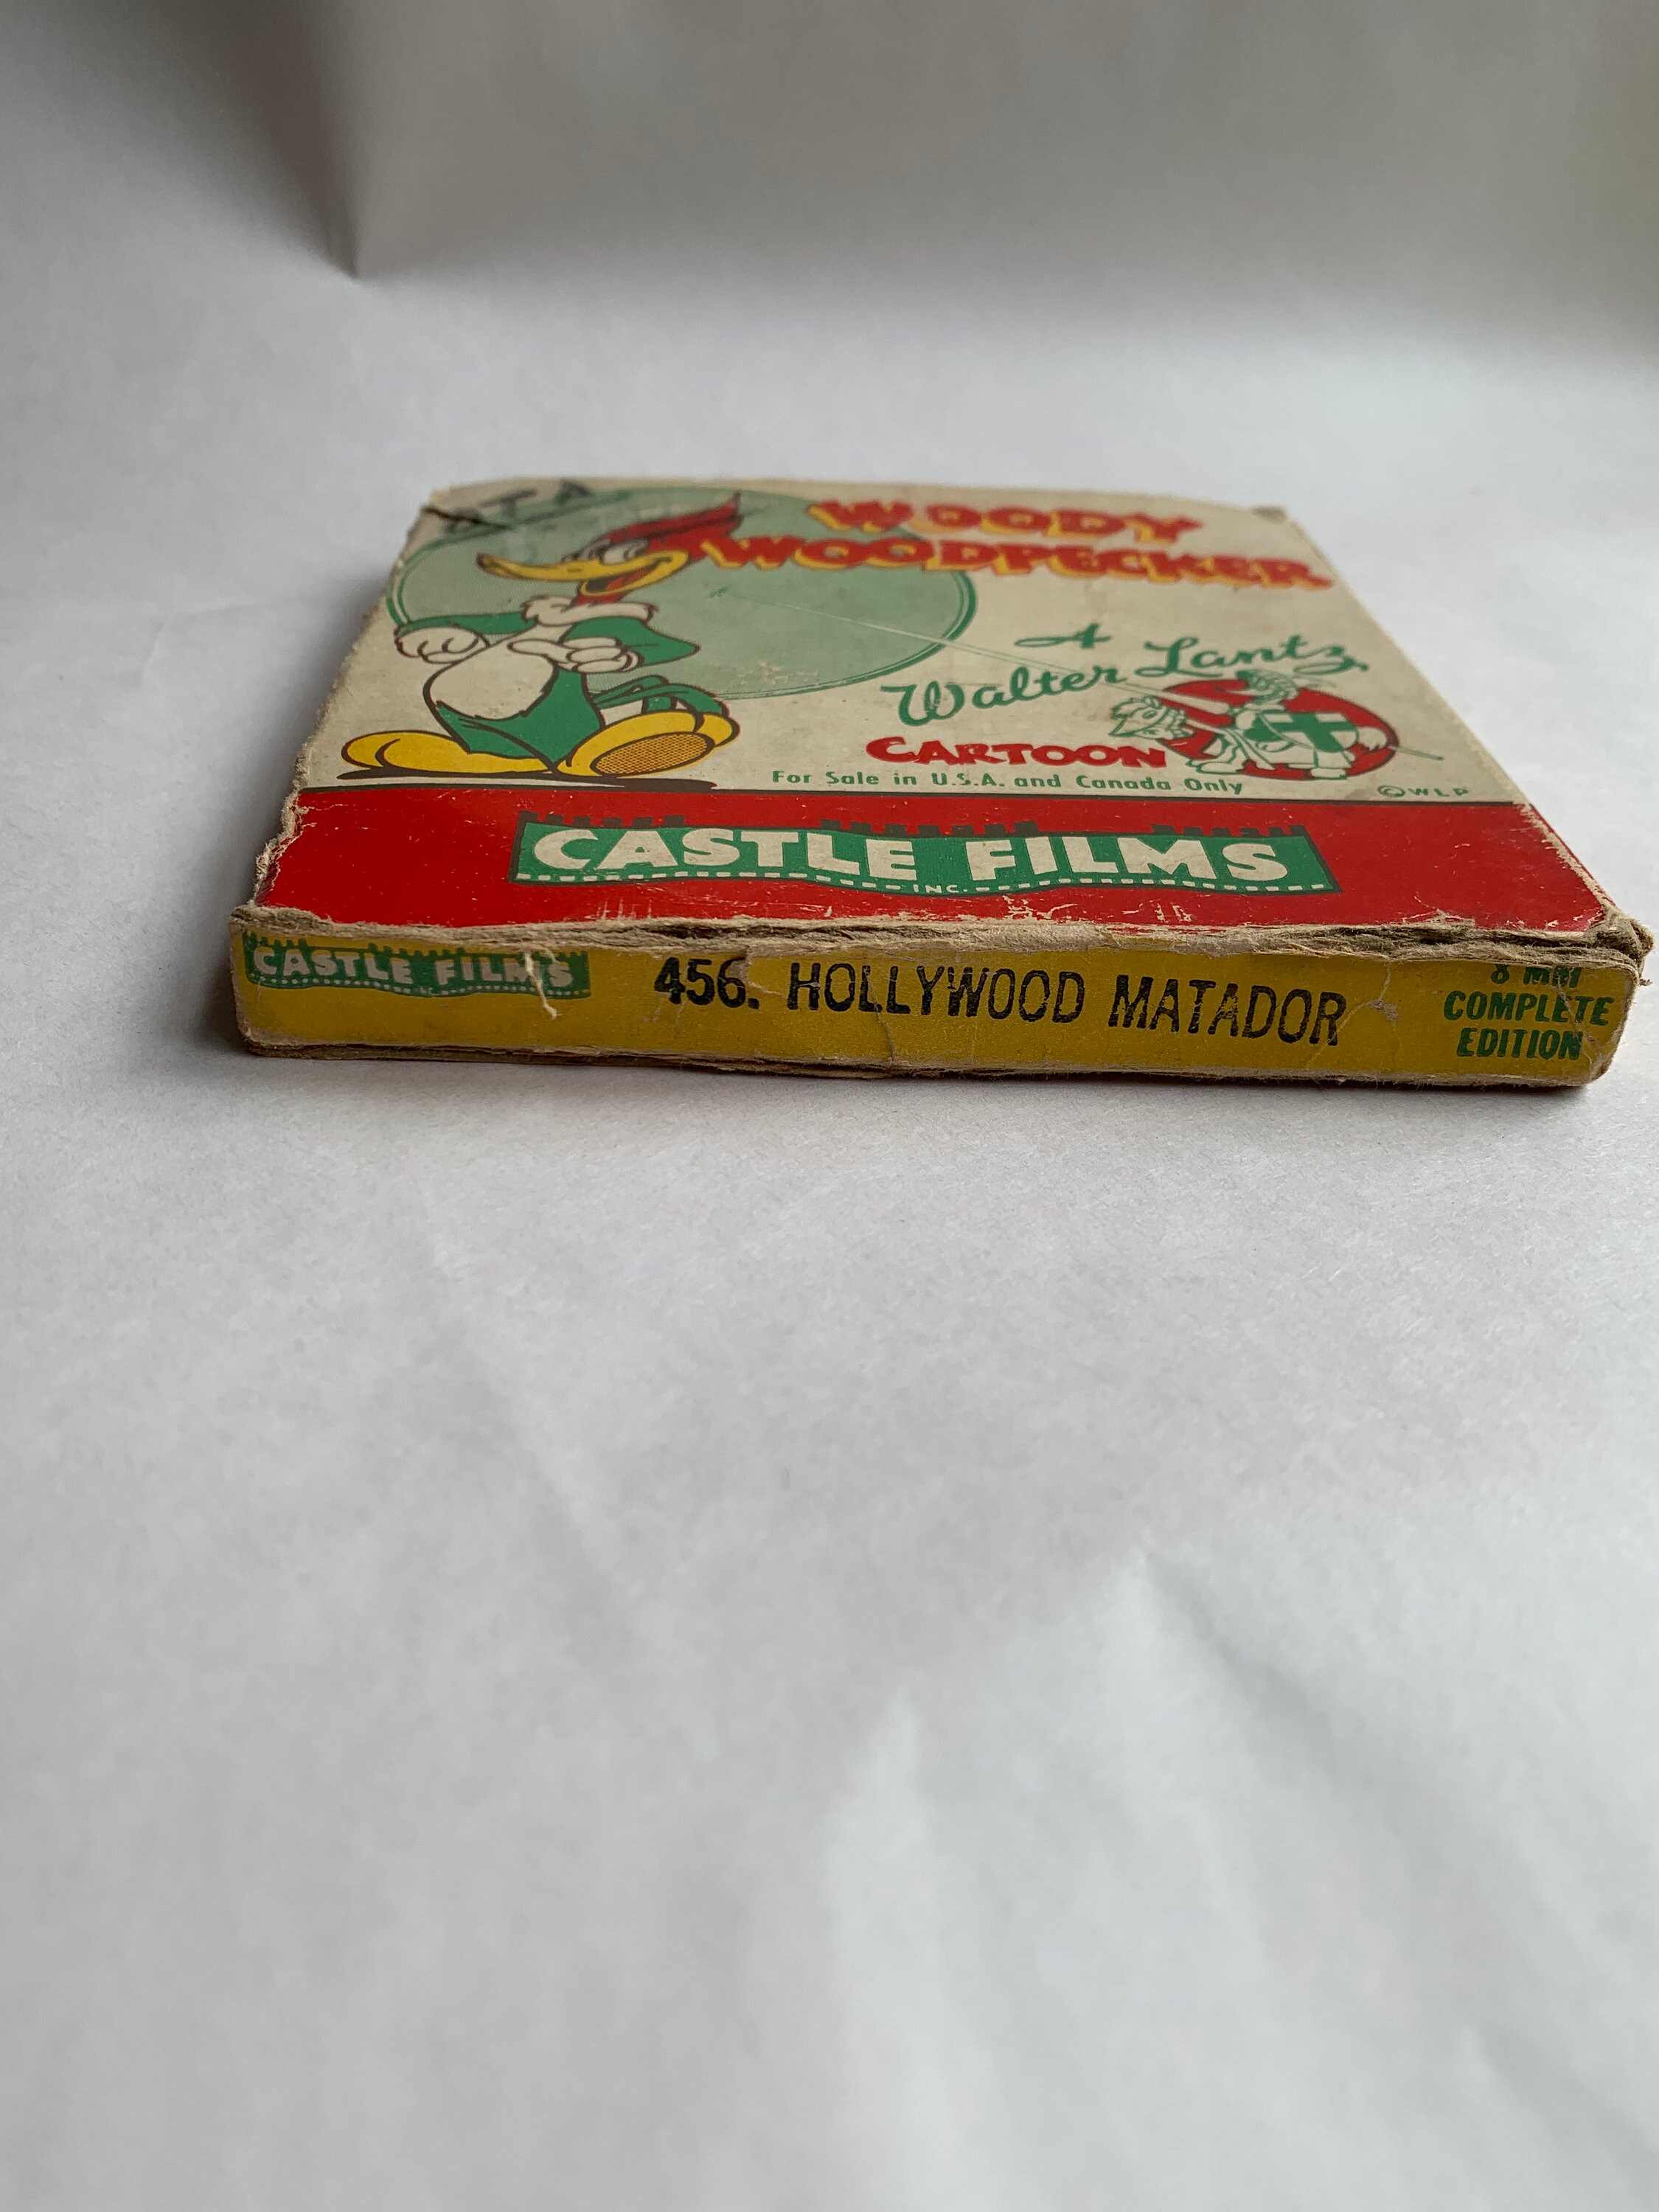 WOODY
WOODPECKER
A
Walter Lantz
CARTOON
For Sale in U.S.A. and Canada Only
©WLP
CASTLE FILMS
INC.
CASTLE FILMS
456. HOLLYWOOD MATADOR
8 MM
COMPLETE
EDITION